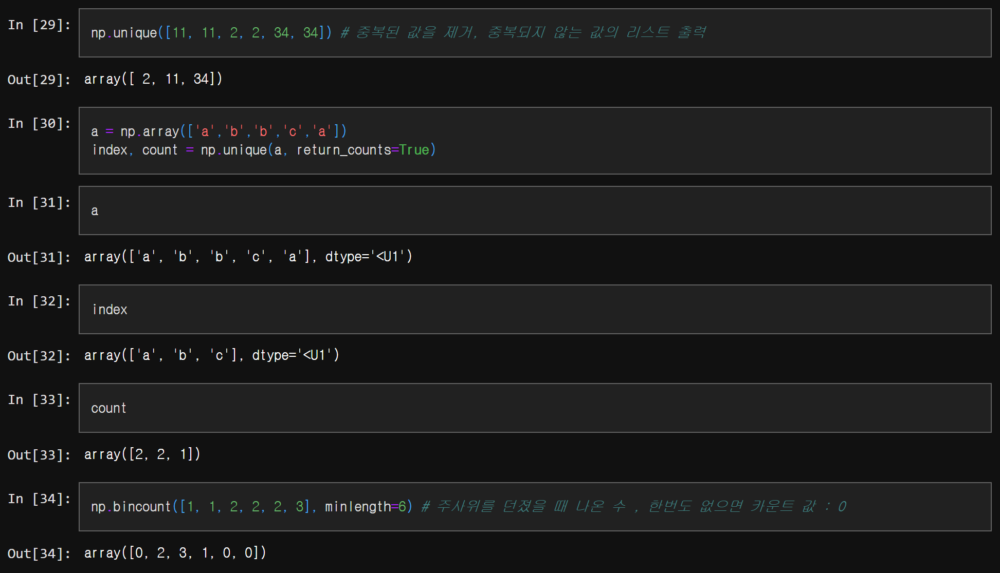 In [29]: np.unique([11, 11, 2, 2, 34, 34]) # 중복된 값을 제거, 중복되지 않는 값의 리스트 출력
Out[29]: array([ 2, 11, 34])
In [30]: a = np.array(['a','b','b','c','a'])
index, count = np.unique(a, return_counts=True)
In [31]: a
Out[31]: array(['a', 'b', 'b', 'c', 'a'], dtype='<U1')
In [32]: index
Out[32]: array(['a', 'b', 'c'], dtype='<U1')
In [33]: count
Out[33]: array([2, 2, 1])
In [34]: np.bincount([1, 1, 2, 2, 2, 3], minlength=6) # 주사위를 던졌을 때 나온 수 , 한번도 없으면 카운트 값 : 0
Out[34]: array([0, 2, 3, 1, 0, 0])